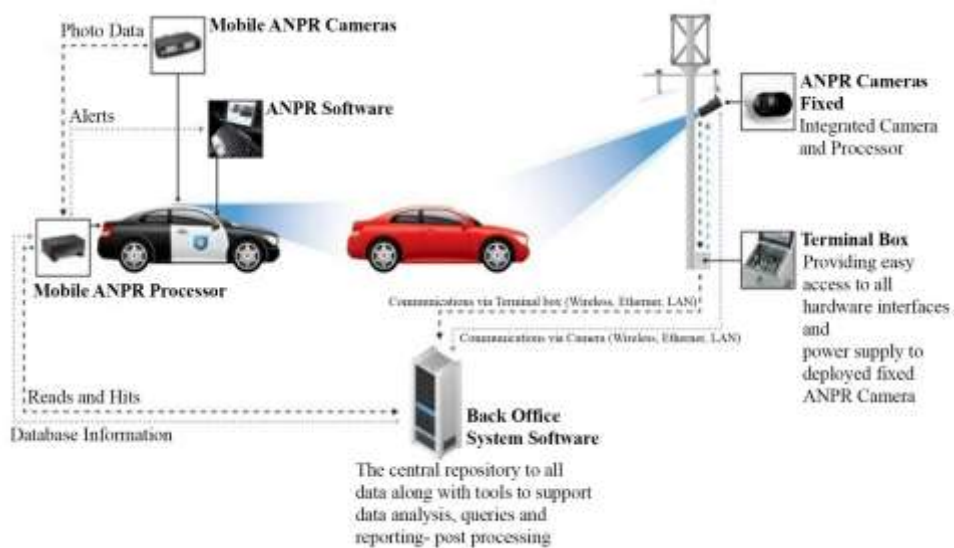 Photo Data
Mobile ANPR Cameras
Alerts
ANPR Software
ANPR Cameras
Fixed
Integrated Camera
and Processor
Mobile ANPR Processor
Terminal Box
Providing easy
access to all
hardware interfaces
and
power supply to
deployed fixed
ANPR Camera
Communications via Terminal box (Wireless, Ethernet, LAN)
Communications via Camera (Wireless, Ethernet, LAN)
Reads and Hits
Database Information
Back Office
System Software
The central repository to all
data along with tools to support
data analysis, queries and
reporting- post processing